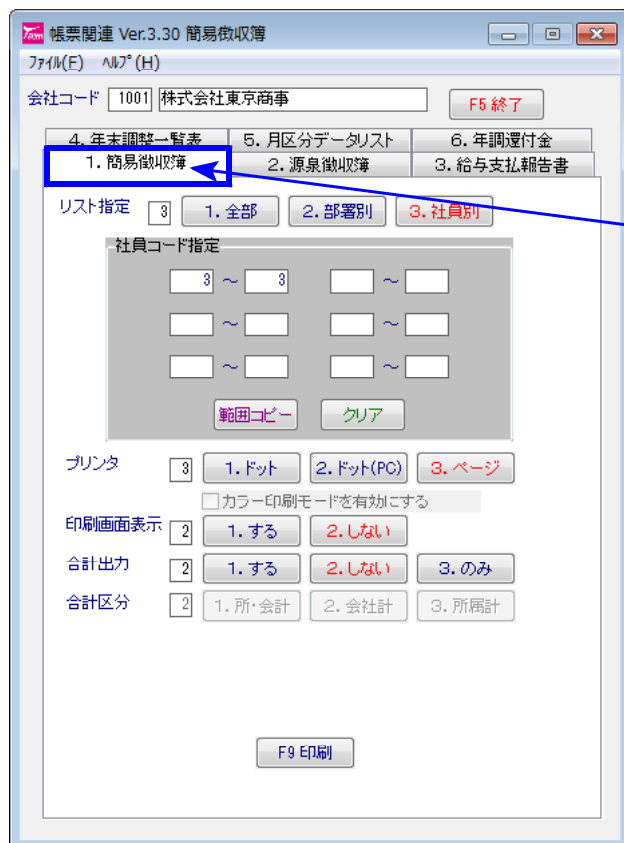 Yam 帳票関連 Ver.3.30 簡易徴収簿
ファイル(F) ヘルプ(H)
会社コード 1001 株式会社東京商事 F5 終了
4. 年末調整一覧表 5. 月区分データリスト 6. 年調還付金
1. 簡易徴収簿 2. 源泉徴収簿 3. 給与支払報告書
リスト指定 3 1. 全部 2. 部署別 3. 社員別
社員コード指定
3 ～ 3 ～
～ ～
～ ～
範囲コピー クリア
プリンタ 3 1. ドット 2. ドット(PC) 3. ページ
カラー印刷モードを有効にする
印刷画面表示 2 1. する 2. しない
合計出力 2 1. する 2. しない 3. のみ
合計区分 2 1. 所・会計 2. 会社計 3. 所属計
F9 印刷